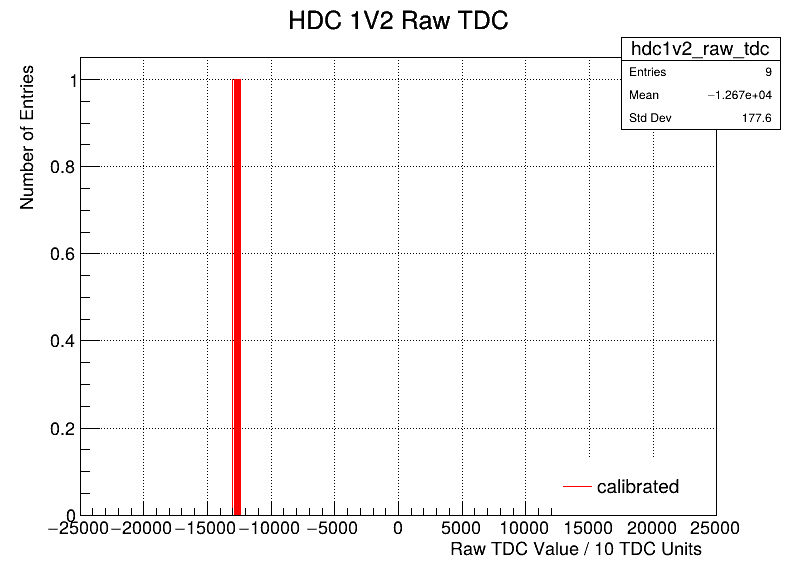 HDC 1V2 Raw TDC
hdc1v2_raw_tdc
Entries 9
Mean −1.267e+04
Std Dev 177.6
Number of Entries
1
0.8
0.6
0.4
0.2
0
−25000 −20000 −15000 −10000 −5000 0 5000 10000 15000 20000 25000
calibrated
Raw TDC Value / 10 TDC Units